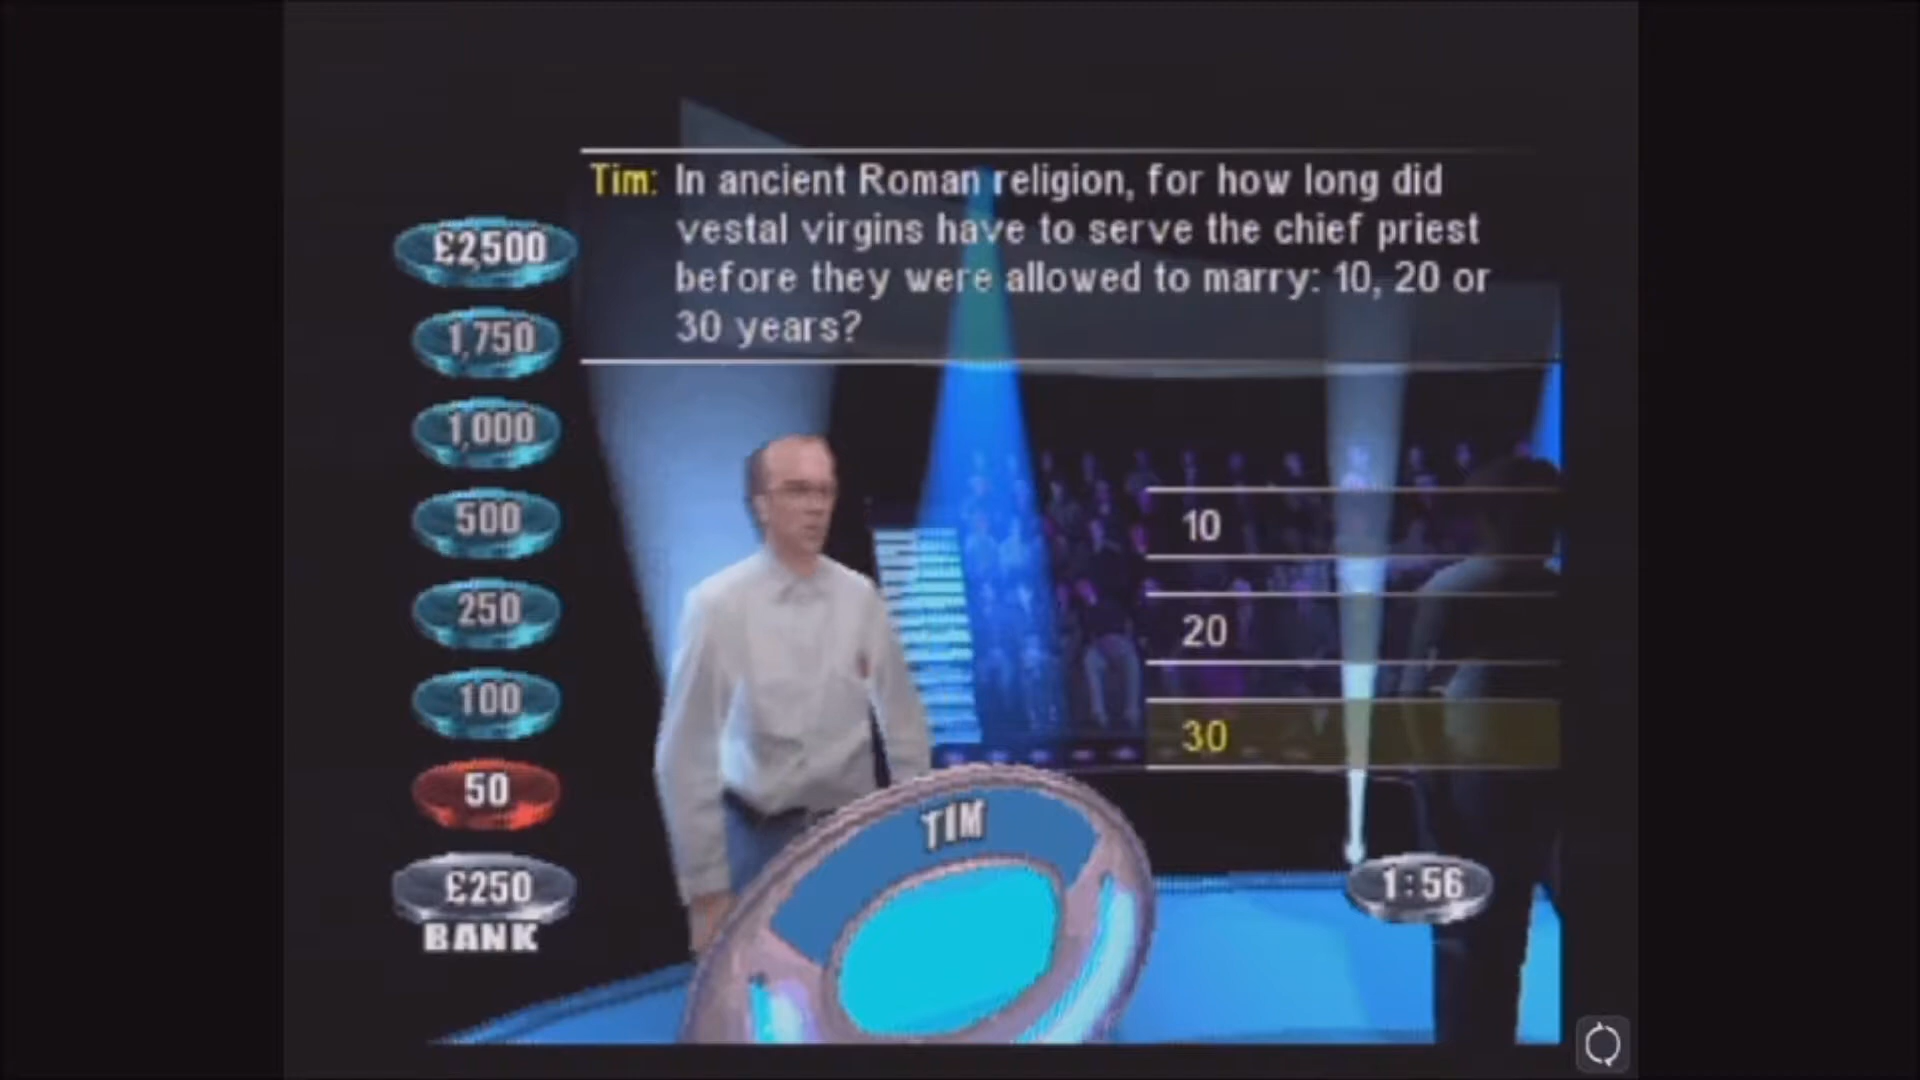 Tim: In ancient Roman religion, for how long did
vestal virgins have to serve the chief priest
before they were allowed to marry: 10, 20 or
30 years?
£2,500
1,750
1,000
500
250
100
50
£250
BANK
10
20
30
TIM
1:56